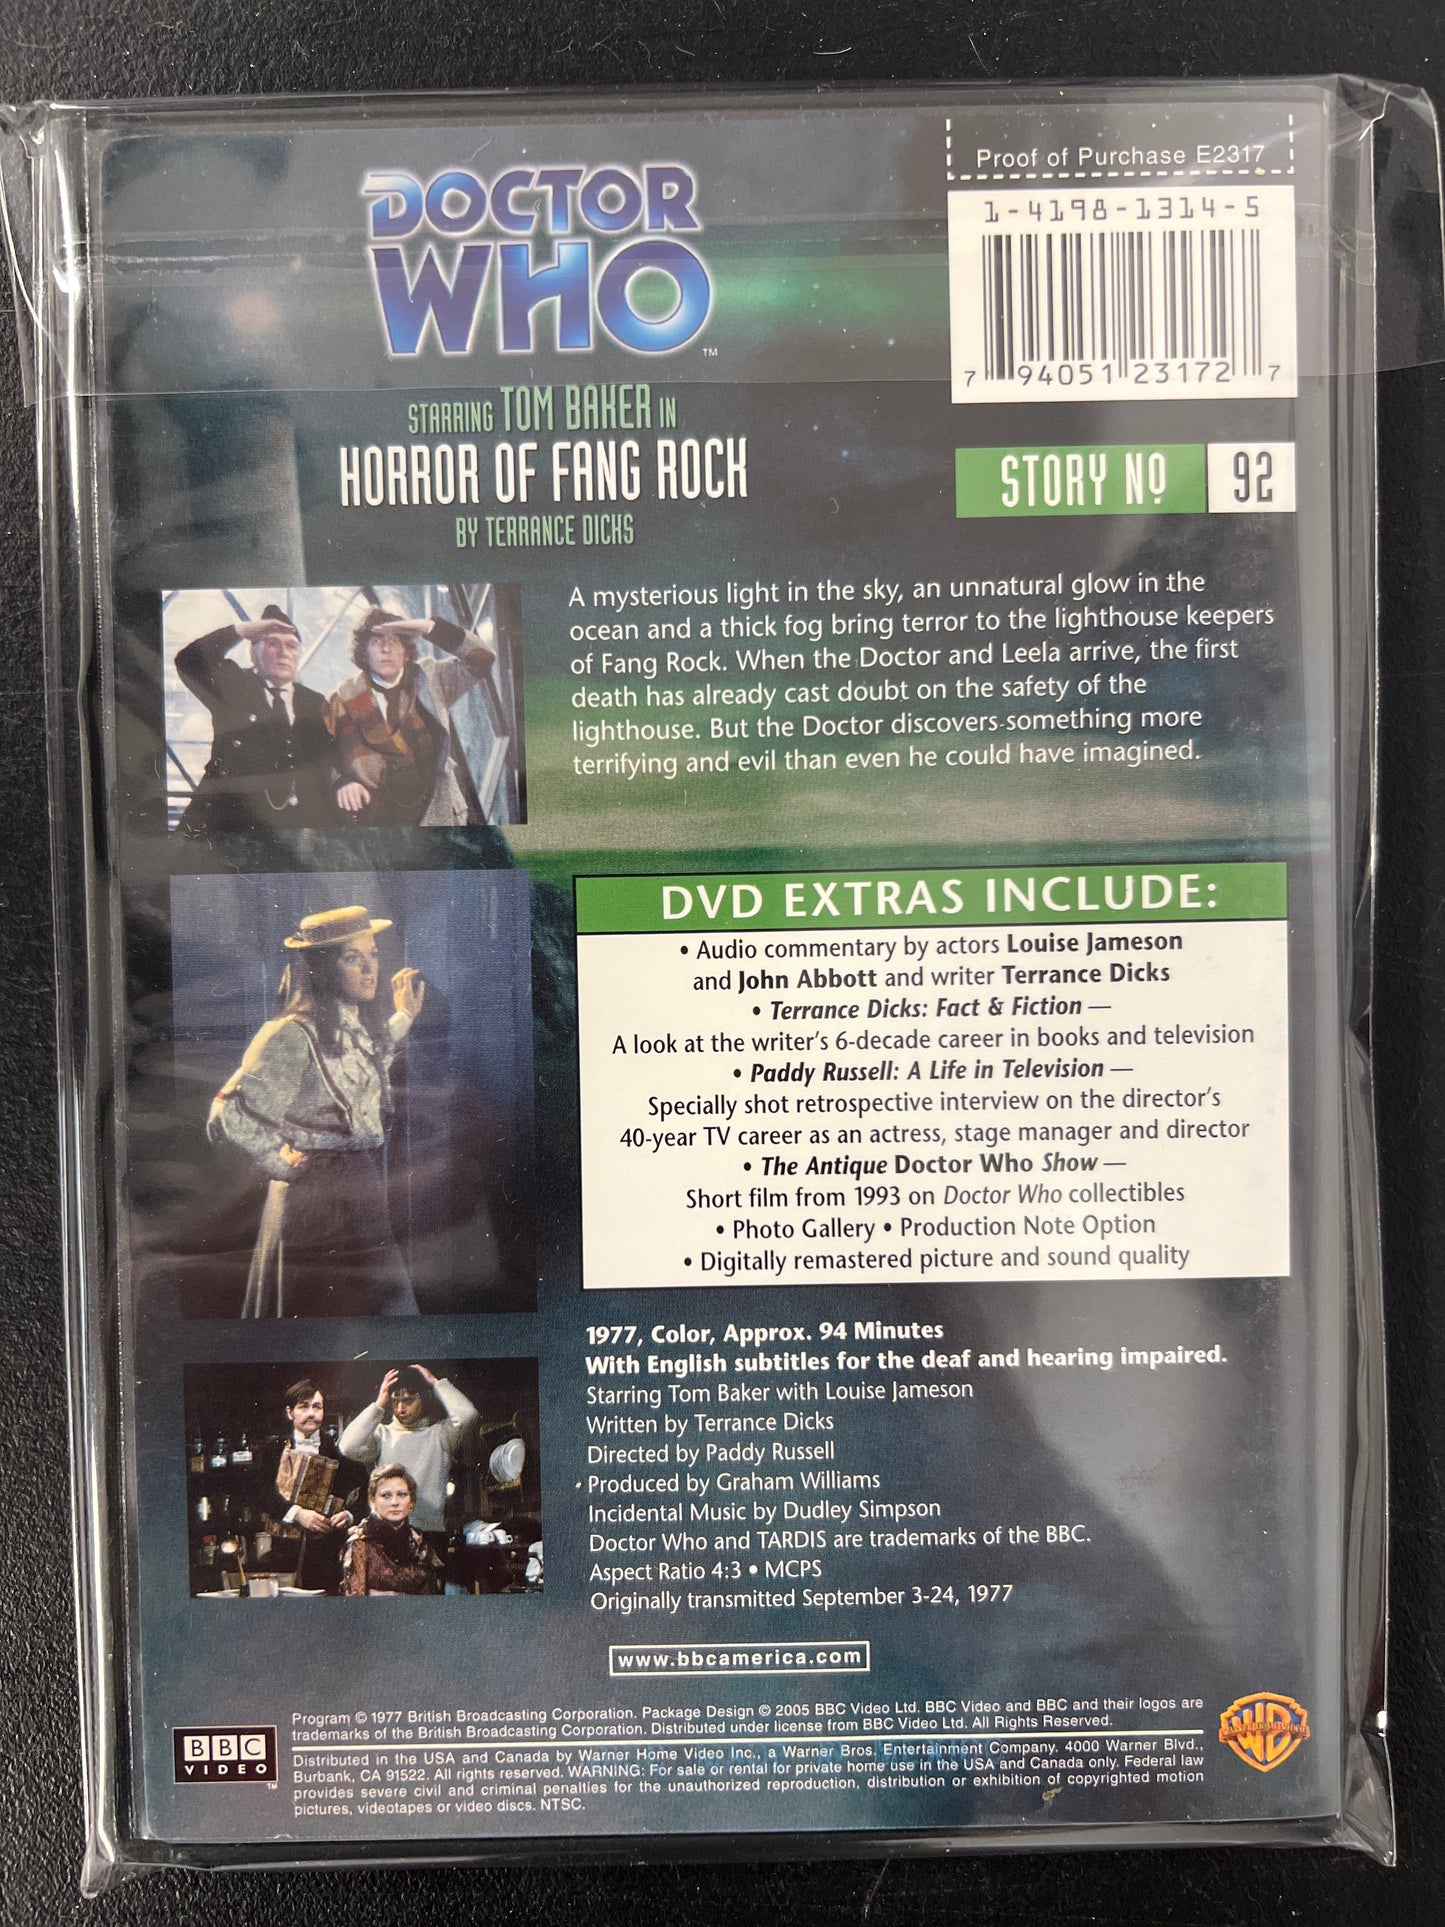 Proof of Purchase E2317
1-4198-1314-5
7 94051 23172 7
DOCTOR
WHO
TM
STARRING TOM BAKER IN
HORROR OF FANG ROCK
BY TERRANCE DICKS
STORY No 92
A mysterious light in the sky, an unnatural glow in the
ocean and a thick fog bring terror to the lighthouse keepers
of Fang Rock. When the Doctor and Leela arrive, the first
death has already cast doubt on the safety of the
lighthouse. But the Doctor discovers something more
terrifying and evil than even he could have imagined.
DVD EXTRAS INCLUDE:
• Audio commentary by actors Louise Jameson
and John Abbott and writer Terrance Dicks
• Terrance Dicks: Fact & Fiction —
A look at the writer's 6-decade career in books and television
• Paddy Russell: A Life in Television —
Specially shot retrospective interview on the director's
40-year TV career as an actress, stage manager and director
• The Antique Doctor Who Show —
Short film from 1993 on Doctor Who collectibles
• Photo Gallery • Production Note Option
• Digitally remastered picture and sound quality
1977, Color, Approx. 94 Minutes
With English subtitles for the deaf and hearing impaired.
Starring Tom Baker with Louise Jameson
Written by Terrance Dicks
Directed by Paddy Russell
Produced by Graham Williams
Incidental Music by Dudley Simpson
Doctor Who and TARDIS are trademarks of the BBC.
Aspect Ratio 4:3 • MCPS
Originally transmitted September 3-24, 1977
www.bbcamerica.com
Program © 1977 British Broadcasting Corporation. Package Design © 2005 BBC Video Ltd. BBC Video and BBC and their logos are
trademarks of the British Broadcasting Corporation. Distributed under license from BBC Video Ltd. All Rights Reserved.
Distributed in the USA and Canada by Warner Home Video Inc., a Warner Bros. Entertainment Company. 4000 Warner Blvd.,
Burbank, CA 91522. All rights reserved. WARNING: For sale or rental for private home use in the USA and Canada only. Federal law
provides severe civil and criminal penalties for the unauthorized reproduction, distribution or exhibition of copyrighted motion
pictures, videotapes or video discs. NTSC.
BBC
VIDEO
TM
WB
WARNER HOME VIDEO